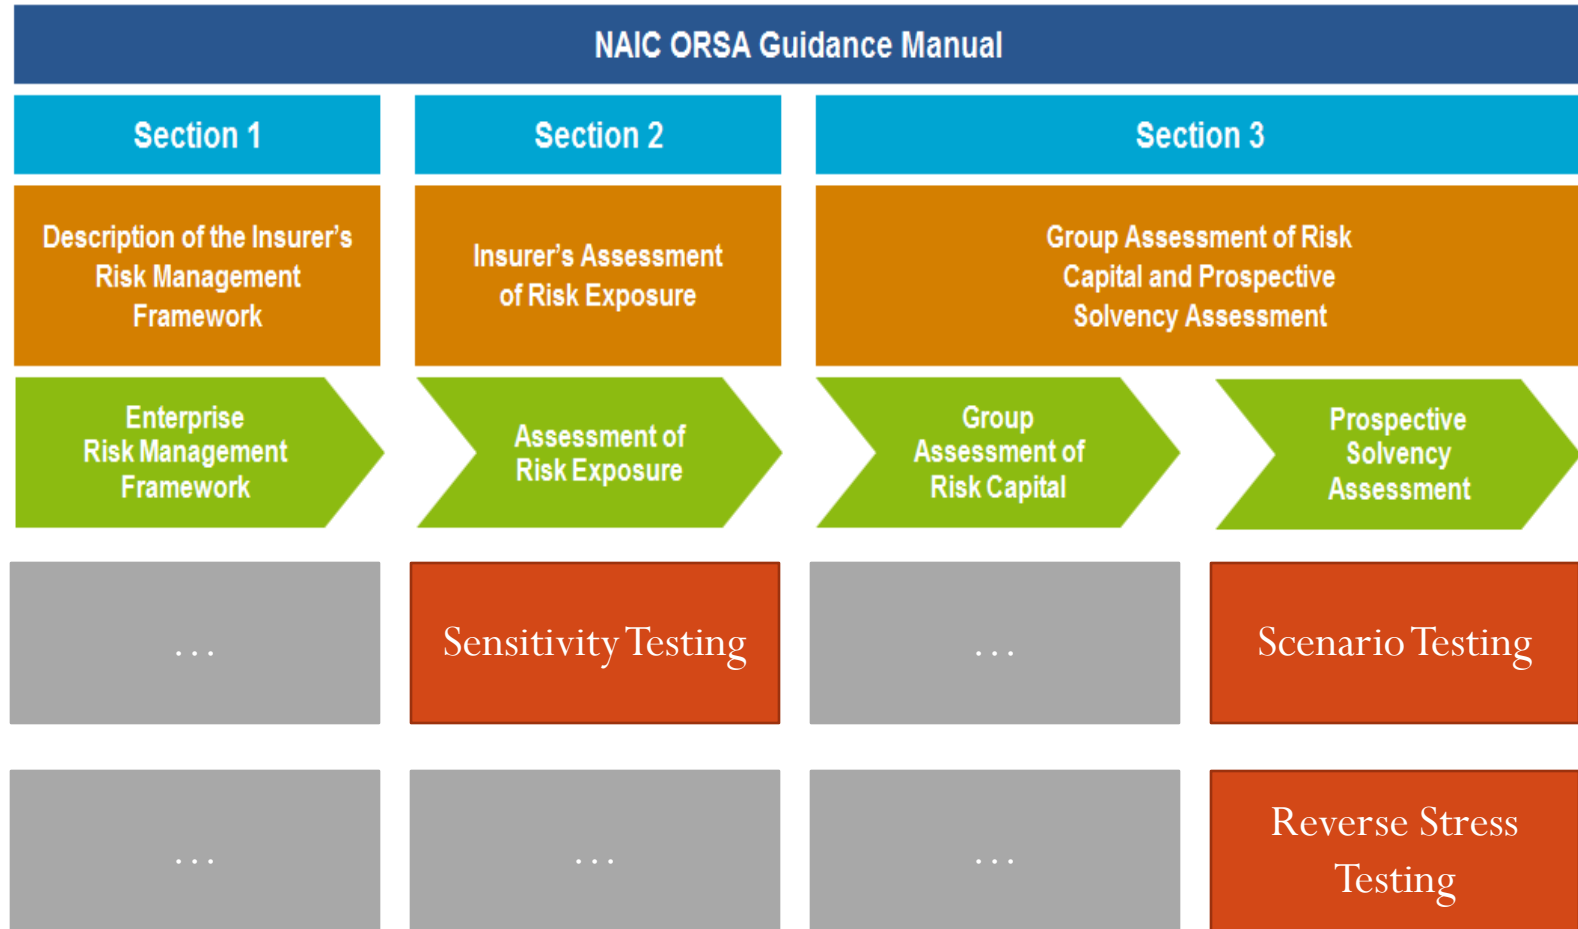 NAIC ORSA Guidance Manual
Section 1
Section 2
Section 3
Description of the Insurer's
Risk Management
Framework
Insurer's Assessment
of Risk Exposure
Group Assessment of Risk
Capital and Prospective
Solvency Assessment
Enterprise
Risk Management
Framework
Assessment of
Risk Exposure
Group
Assessment of
Risk Capital
Prospective
Solvency
Assessment
...
Sensitivity Testing
...
Scenario Testing
...
...
...
Reverse Stress
Testing